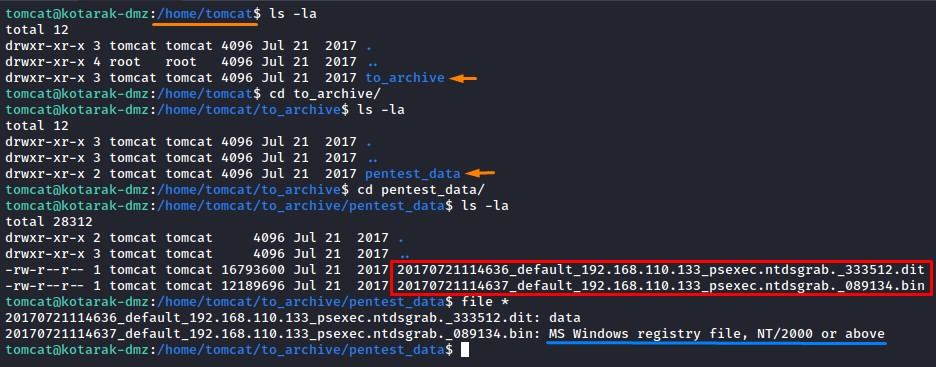 tomcat@kotarak-dmz:/home/tomcat$ ls -la
total 12
drwxr-xr-x 3 tomcat tomcat 4096 Jul 21  2017 .
drwxr-xr-x 4 root   root   4096 Jul 21  2017 ..
drwxr-xr-x 3 tomcat tomcat 4096 Jul 21  2017 to_archive
tomcat@kotarak-dmz:/home/tomcat$ cd to_archive/
tomcat@kotarak-dmz:/home/tomcat/to_archive$ ls -la
total 12
drwxr-xr-x 3 tomcat tomcat 4096 Jul 21  2017 .
drwxr-xr-x 3 tomcat tomcat 4096 Jul 21  2017 ..
drwxr-xr-x 2 tomcat tomcat 4096 Jul 21  2017 pentest_data
tomcat@kotarak-dmz:/home/tomcat/to_archive$ cd pentest_data/
tomcat@kotarak-dmz:/home/tomcat/to_archive/pentest_data$ ls -la
total 28312
drwxr-xr-x 2 tomcat tomcat     4096 Jul 21  2017 .
drwxr-xr-x 3 tomcat tomcat     4096 Jul 21  2017 ..
-rw-r--r-- 1 tomcat tomcat 16793600 Jul 21  2017 20170721114636_default_192.168.110.133_psexec.ntdsgrab._333512.dit
-rw-r--r-- 1 tomcat tomcat 12189696 Jul 21  2017 20170721114637_default_192.168.110.133_psexec.ntdsgrab._089134.bin
tomcat@kotarak-dmz:/home/tomcat/to_archive/pentest_data$ file *
20170721114636_default_192.168.110.133_psexec.ntdsgrab._333512.dit: data
20170721114637_default_192.168.110.133_psexec.ntdsgrab._089134.bin: MS Windows registry file, NT/2000 or above
tomcat@kotarak-dmz:/home/tomcat/to_archive/pentest_data$